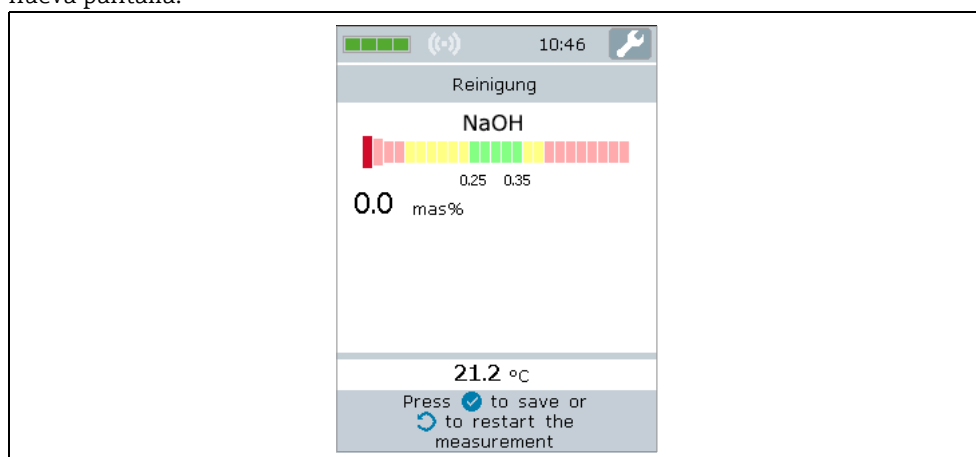 nueva pantalla.
10:46
Reinigung
NaOH
0.25 0.35
0.0 mas%
21.2 °C
Press to save or
to restart the
measurement